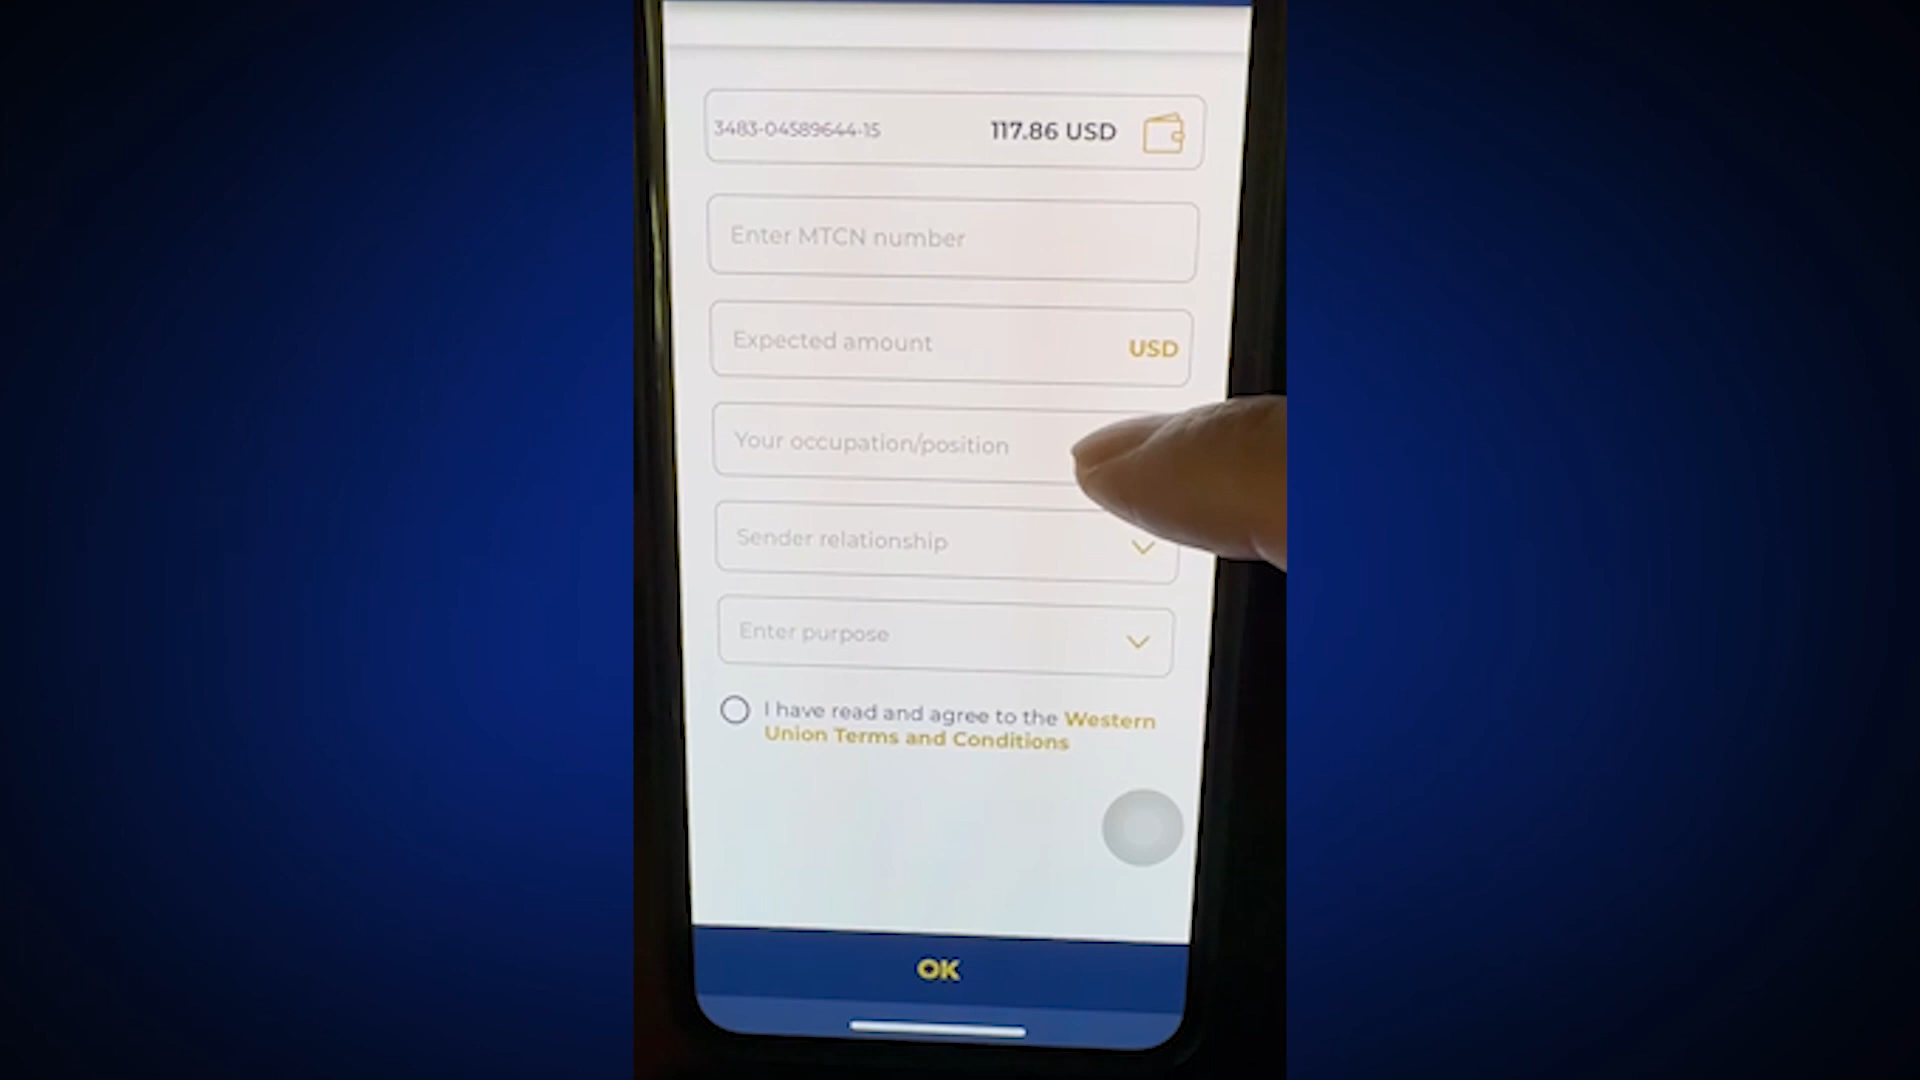 3483-04589644-15 117.86 USD
Enter MTCN number
Expected amount USD
Your occupation/position
Sender relationship
Enter purpose
I have read and agree to the Western
Union Terms and Conditions
OK